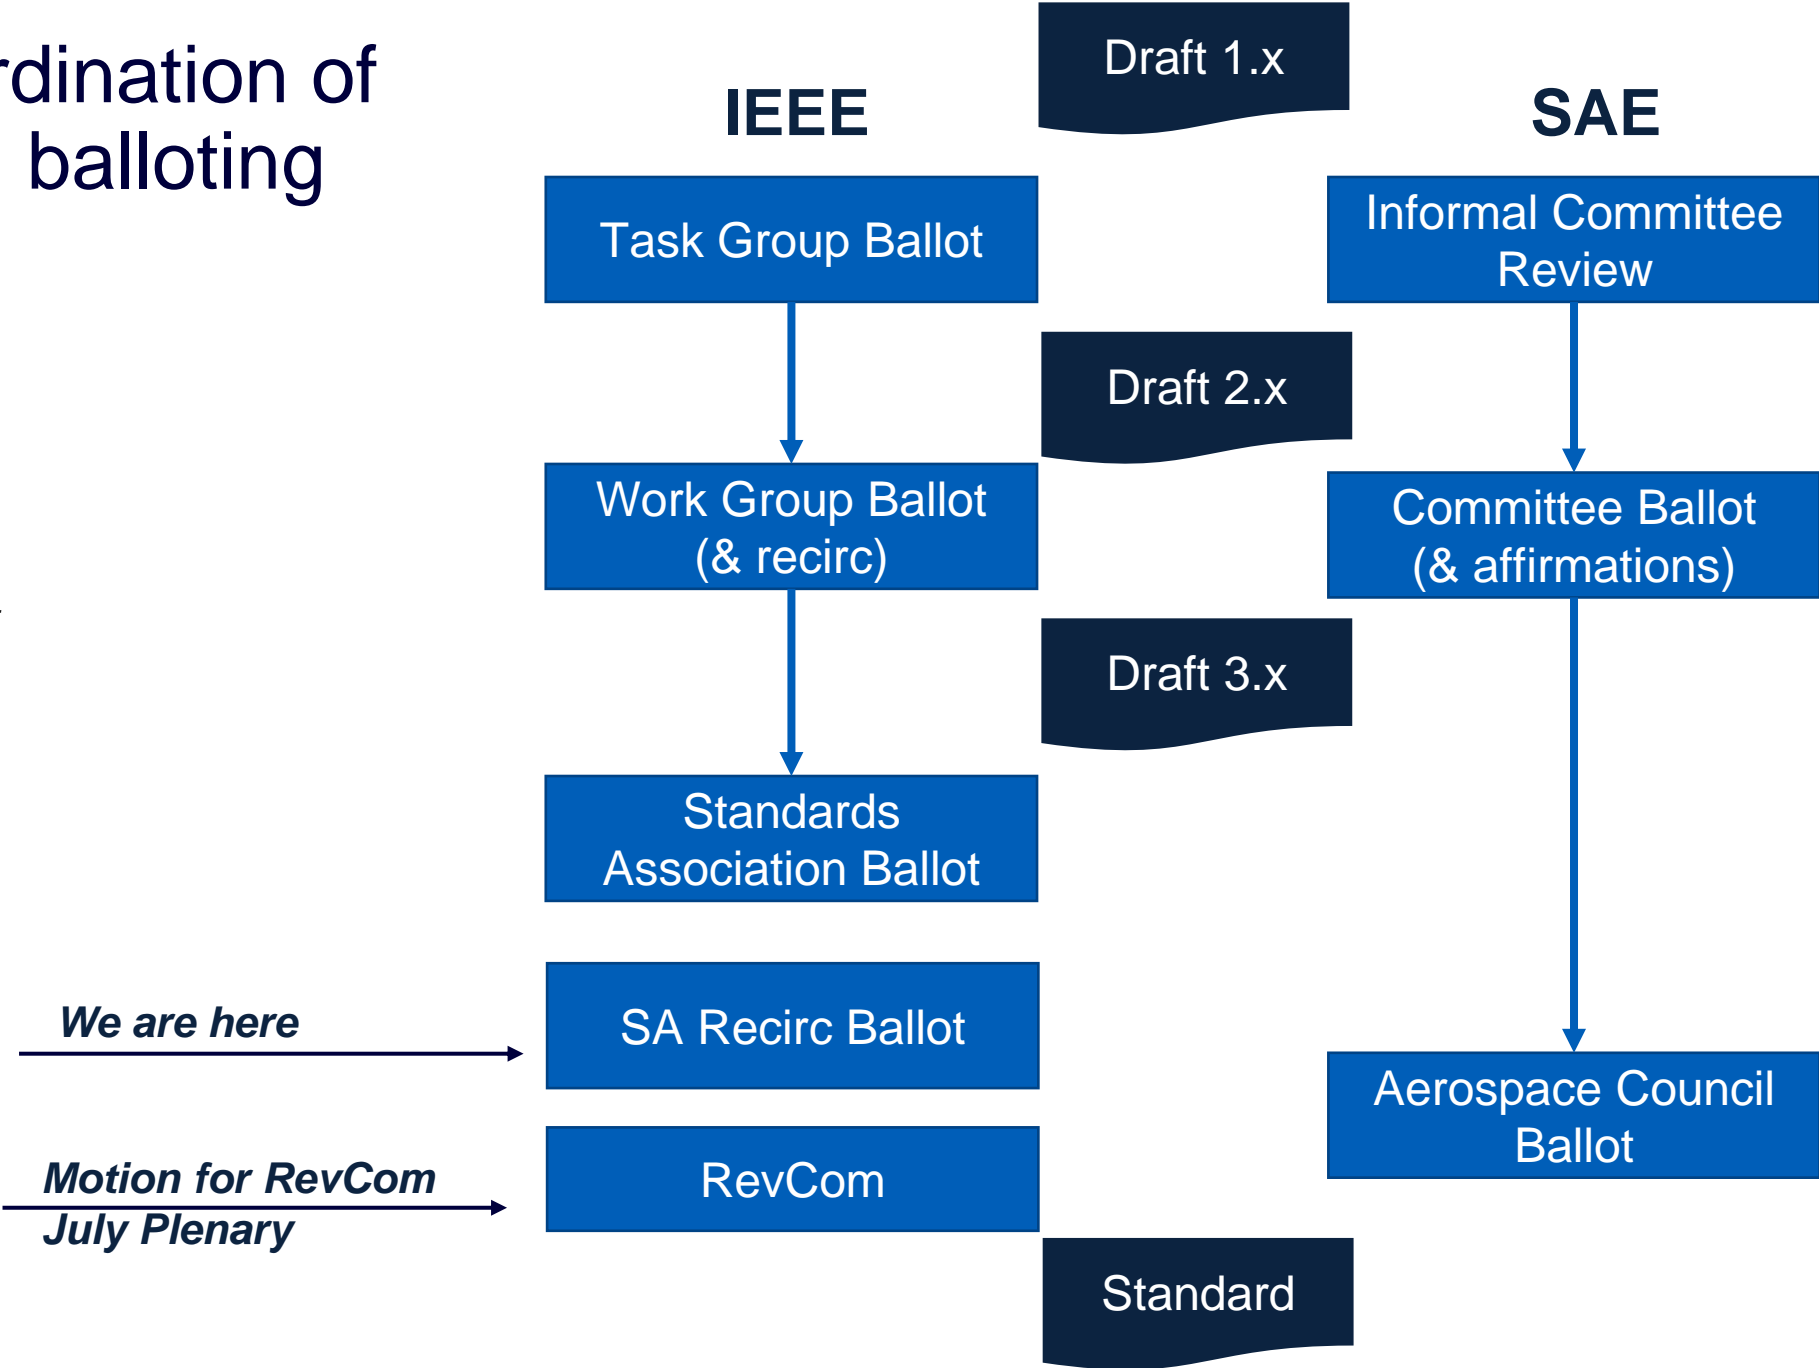 rdination of
balloting
Draft 1.x
IEEE
SAE
Task Group Ballot
Informal Committee
Review
Draft 2.x
Work Group Ballot
(& recirc)
Committee Ballot
(& affirmations)
Draft 3.x
Standards
Association Ballot
We are here
SA Recirc Ballot
Aerospace Council
Ballot
Motion for RevCom
July Plenary
RevCom
Standard